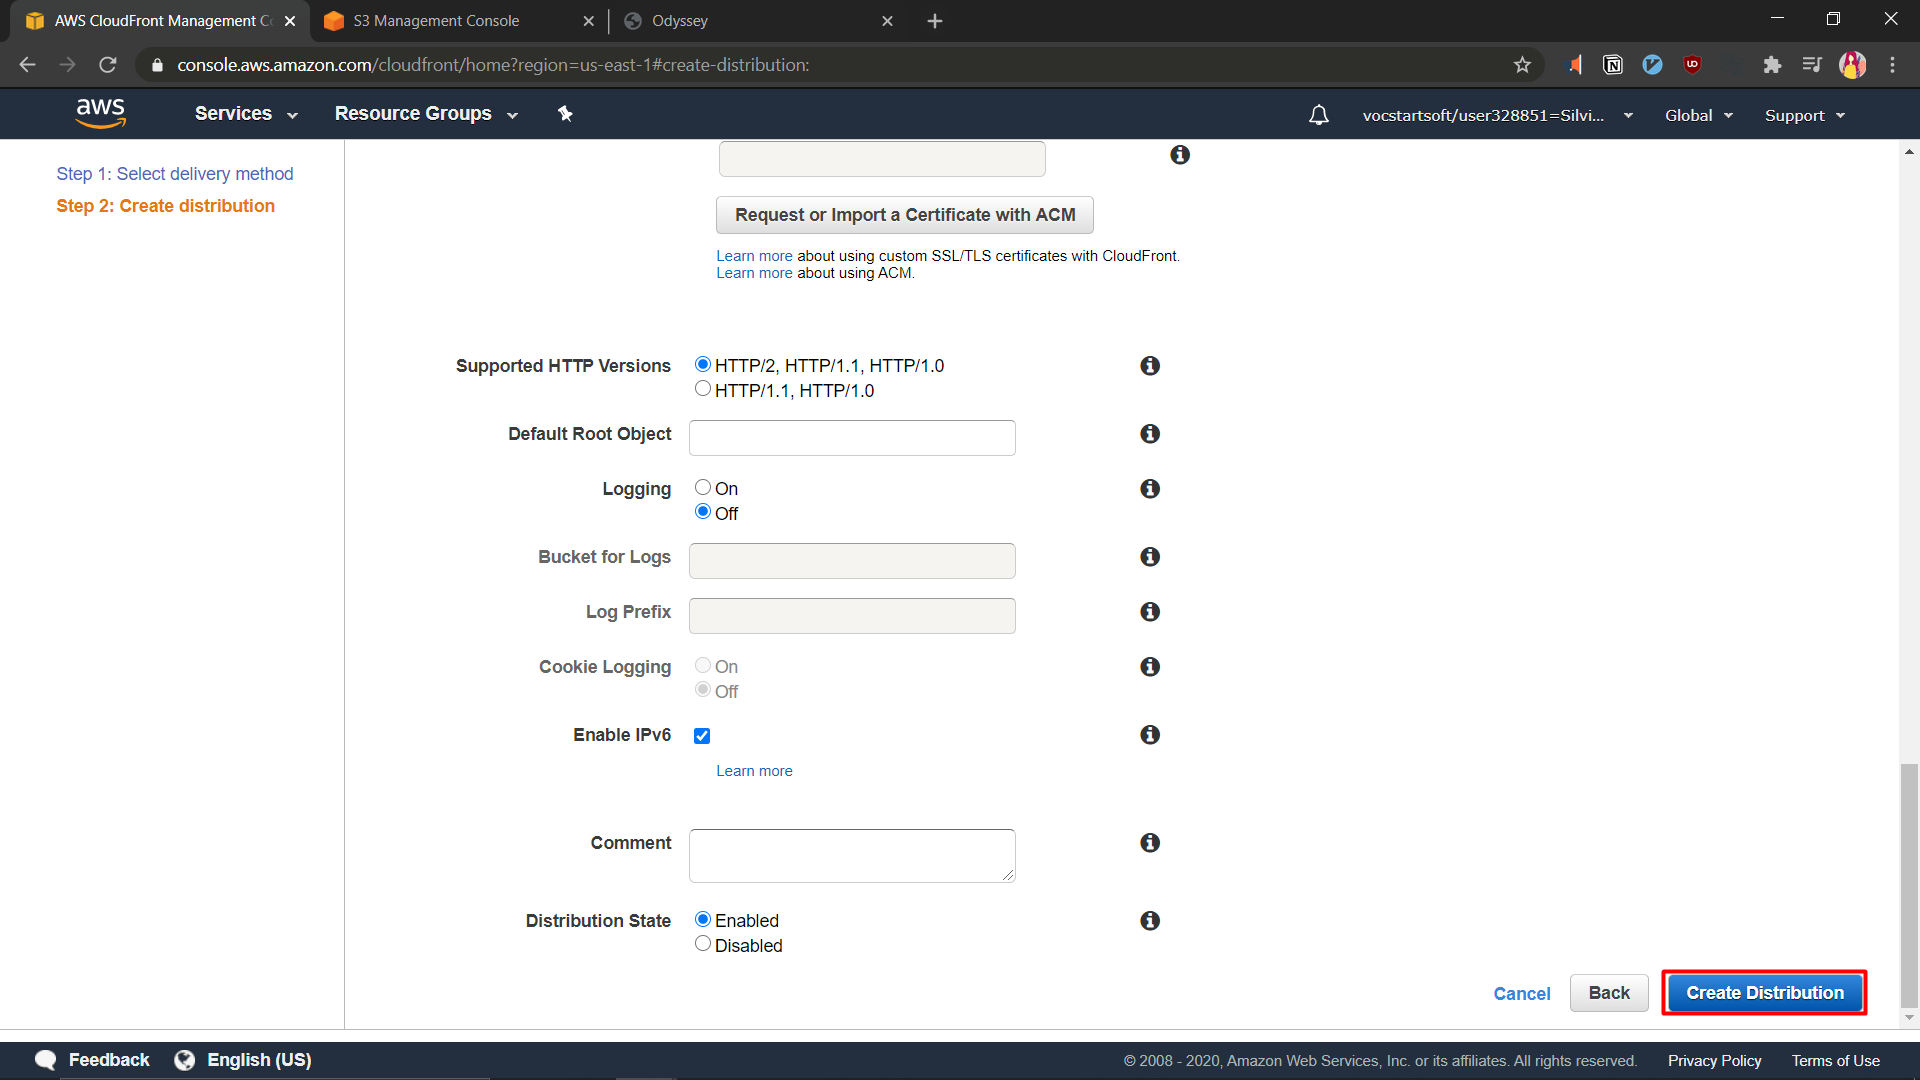 AWS CloudFront Management Co
S3 Management Console
Odyssey
console.aws.amazon.com/cloudfront/home?region=us-east-1#create-distribution:
aws
Services
Resource Groups
vocstartsoft/user328851=Silvi...
Global
Support
Step 1: Select delivery method
Step 2: Create distribution
Request or Import a Certificate with ACM
Learn more about using custom SSL/TLS certificates with CloudFront.
Learn more about using ACM.
Supported HTTP Versions
HTTP/2, HTTP/1.1, HTTP/1.0
HTTP/1.1, HTTP/1.0
Default Root Object
Logging
On
Off
Bucket for Logs
Log Prefix
Cookie Logging
On
Off
Enable IPv6
Learn more
Comment
Distribution State
Enabled
Disabled
Cancel
Back
Create Distribution
Feedback
English (US)
© 2008 - 2020, Amazon Web Services, Inc. or its affiliates. All rights reserved.
Privacy Policy
Terms of Use